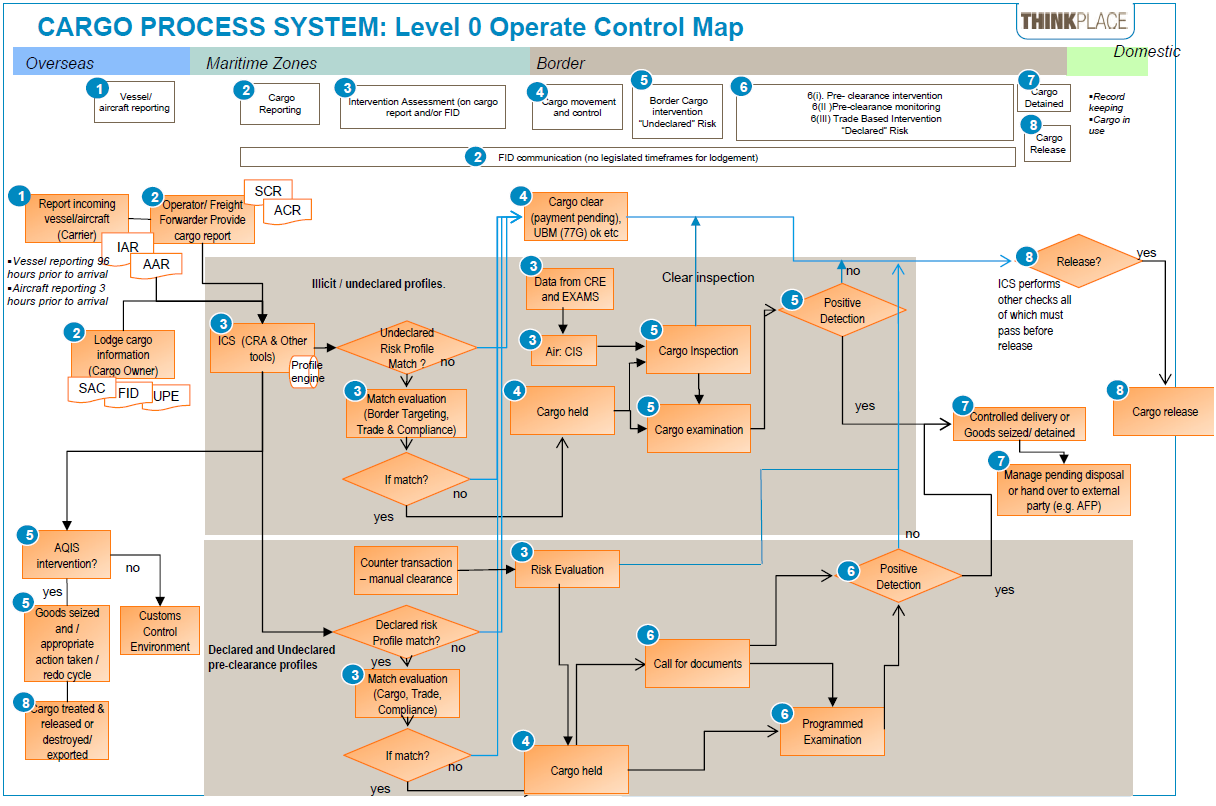 CARGO PROCESS SYSTEM: Level 0 Operate Control Map
THINKPLACE
Overseas
Maritime Zones
Border
Domestic
1
Vessel/
aircraft reporting
2
Cargo
Reporting
3
Intervention Assessment (on cargo
report and/or FID
4
Cargo movement
and control
5
Border Cargo
intervention
“Undeclared” Risk
6
6(i). Pre- clearance intervention
6(II )Pre-clearance monitoring
6(III) Trade Based Intervention
“Declared” Risk
7
Cargo
Detained
8
Cargo
Release
▪Record
keeping
▪Cargo in
use
2
FID communication (no legislated timeframes for lodgement)
1
Report incoming
vessel/aircraft
(Carrier)
2
Operator/ Freight
Forwarder Provide
cargo report
SCR
ACR
IAR
AAR
▪Vessel reporting 96
hours prior to arrival
▪Aircraft reporting 3
hours prior to arrival
4
Cargo clear
(payment pending),
UBM (77G) ok etc
8
Release?
yes
ICS performs
other checks all
of which must
pass before
release
Illicit / undeclared profiles.
3
Data from CRE
and EXAMS
Clear inspection
no
5
Positive
Detection
2
Lodge cargo
information
(Cargo Owner)
SAC
FID
UPE
3
ICS (CRA & Other
tools)
Profile
engine
Undeclared
Risk Profile
Match ?
no
3
Air: CIS
5
Cargo Inspection
3
Match evaluation
(Border Targeting,
Trade & Compliance)
4
Cargo held
5
Cargo examination
yes
7
Controlled delivery or
Goods seized/ detained
8
Cargo release
If match?
no
yes
7
Manage pending disposal
or hand over to external
party (e.g. AFP)
5
AQIS
intervention?
no
yes
5
Goods seized
and /
appropriate
action taken /
redo cycle
Customs
Control
Environment
8
Cargo treated &
released or
destroyed/
exported
Counter transaction
– manual clearance
3
Risk Evaluation
no
6
Positive
Detection
yes
Declared and Undeclared
pre-clearance profiles
Declared risk
Profile match?
no
yes
3
Match evaluation
(Cargo, Trade,
Compliance)
6
Call for documents
6
Programmed
Examination
If match?
no
yes
4
Cargo held